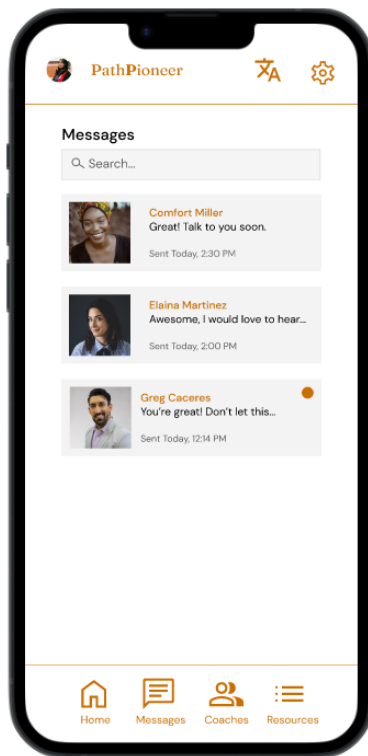 PathPioneer
Messages
Search...
Comfort Miller
Great! Talk to you soon.
Sent Today, 2:30 PM
Elaina Martinez
Awesome, I would love to hear...
Sent Today, 2:00 PM
Greg Caceres
You're great! Don't let this...
Sent Today, 12:14 PM
Home Messages Coaches Resources